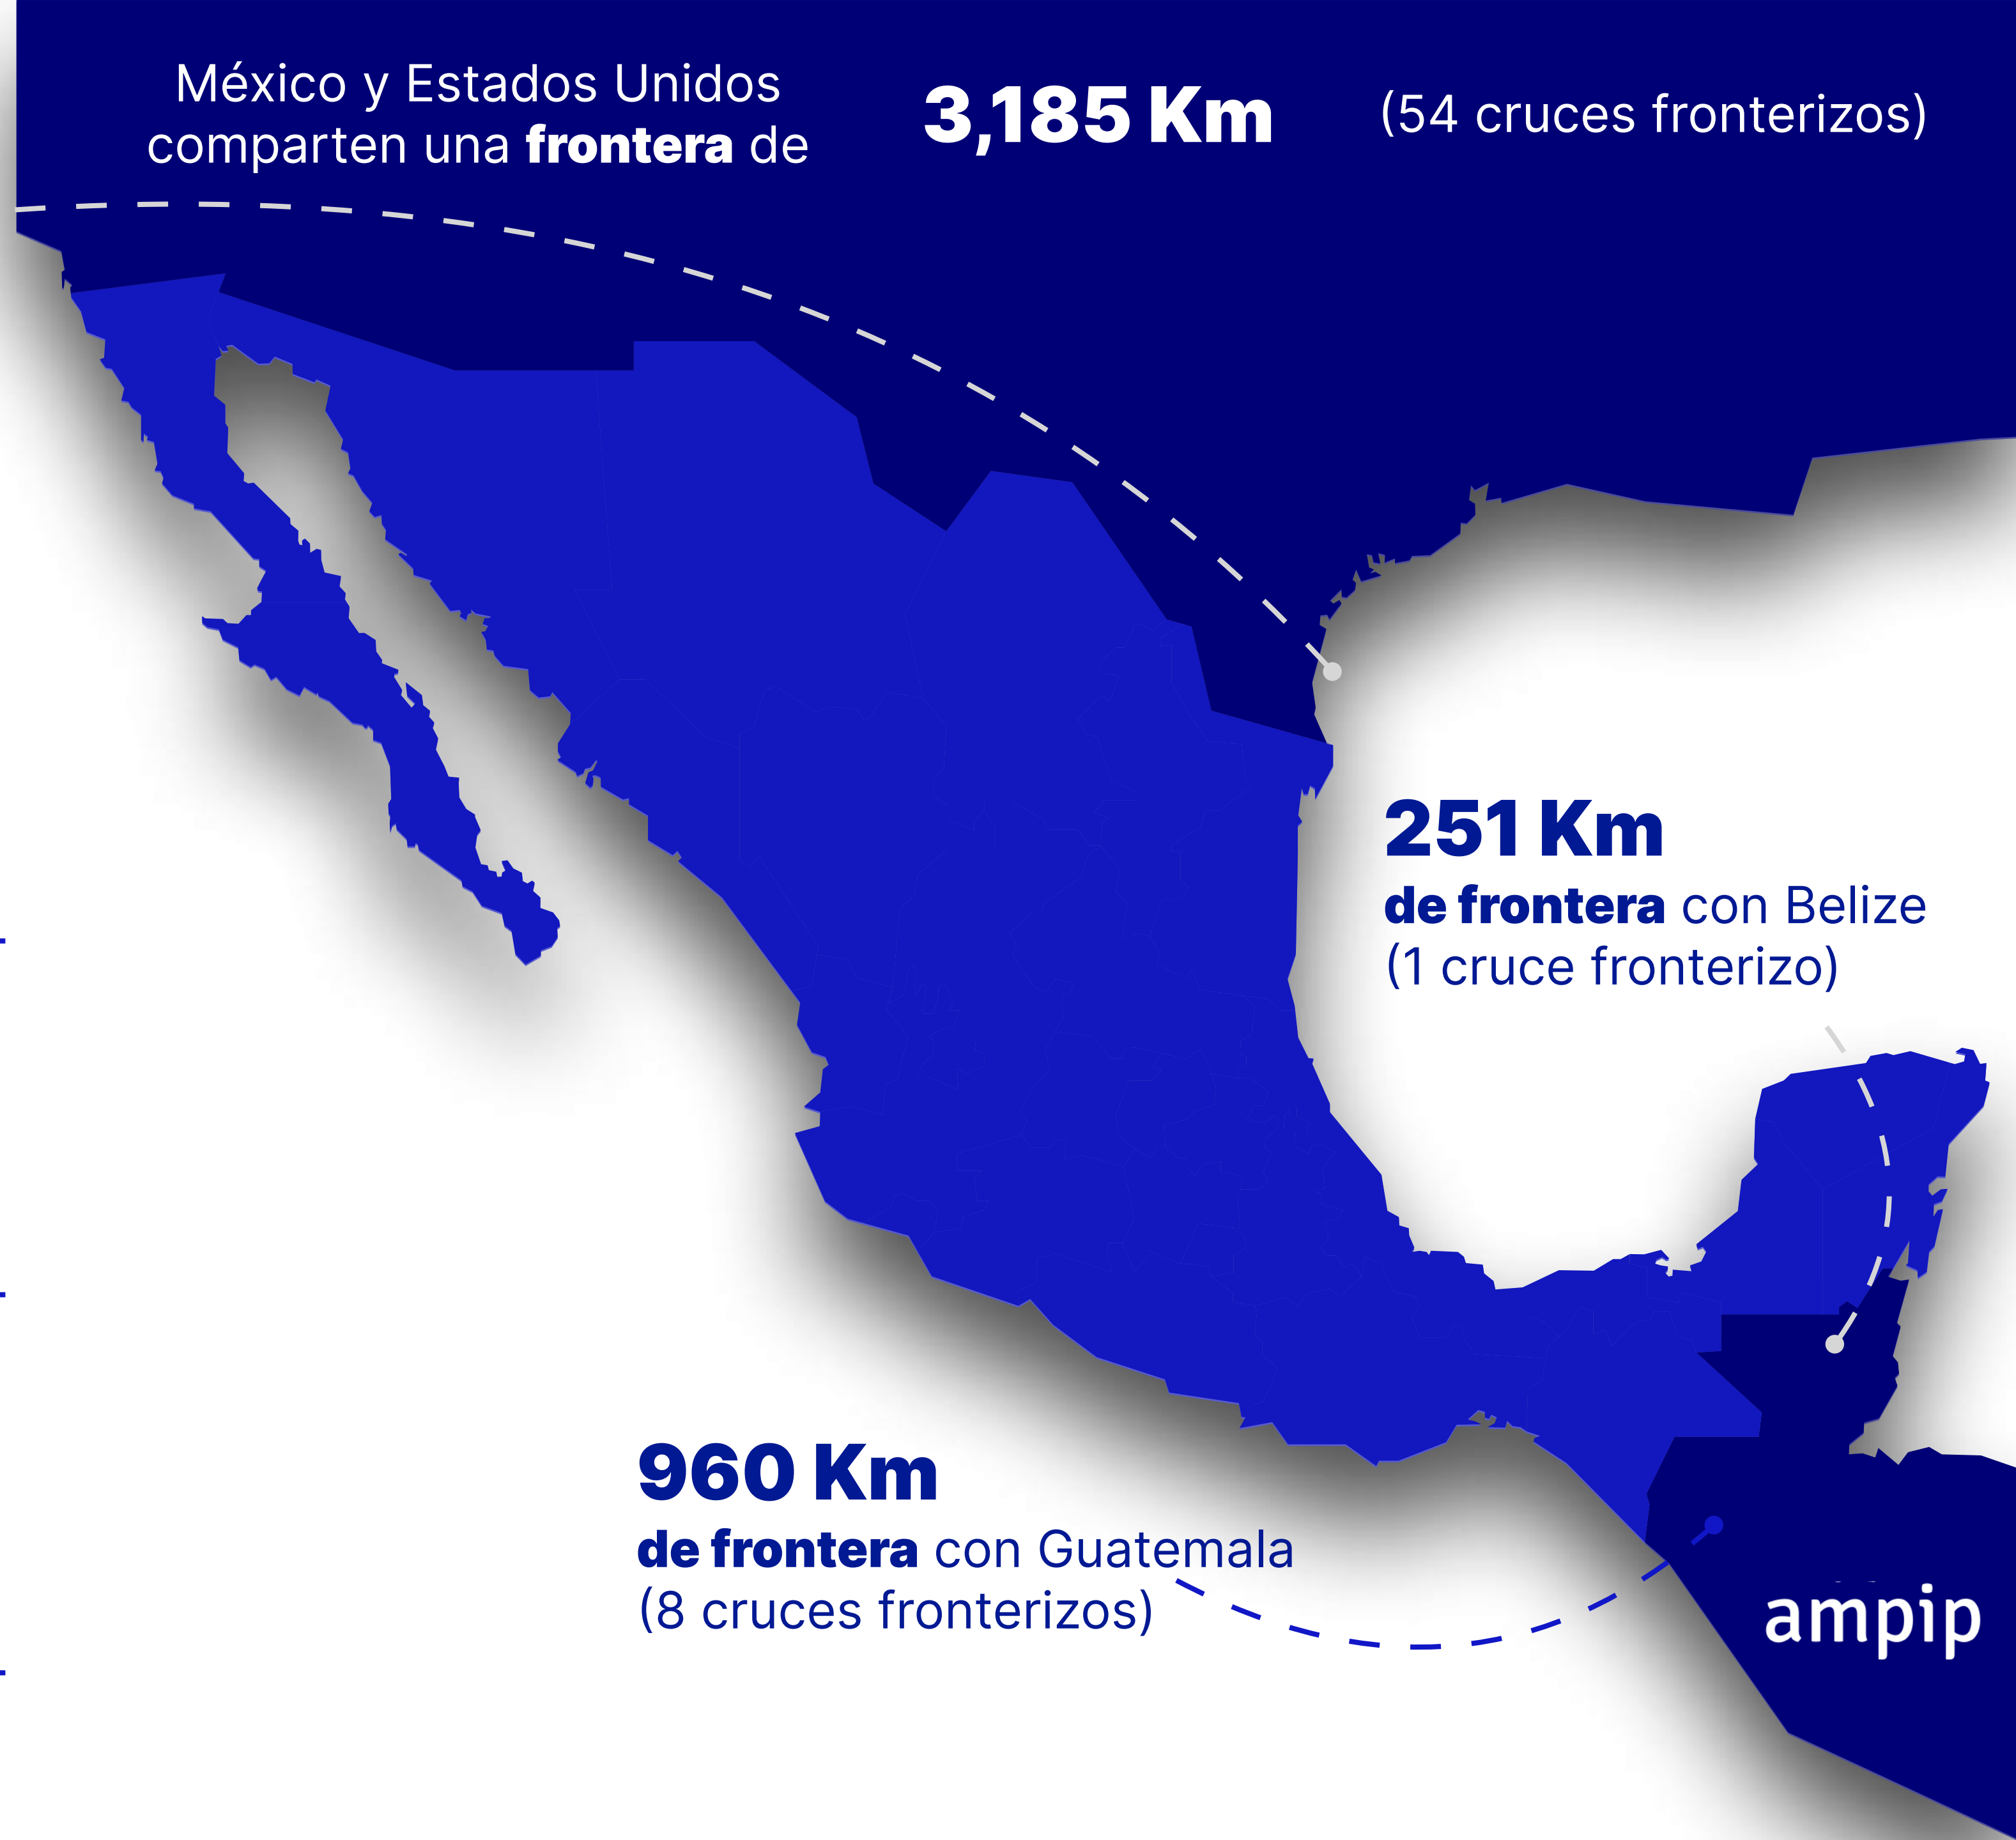 México y Estados Unidos
comparten una frontera de
3,185 Km
(54 cruces fronterizos)
251 Km
de frontera con Belize
(1 cruce fronterizo)
960 Km
de frontera con Guatemala
(8 cruces fronterizos)
ampip